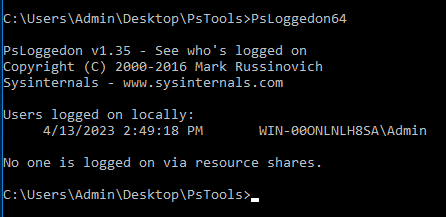 C:\Users\Admin\Desktop\PsTools>PsLoggedon64
PsLoggedon v1.35 - See who's logged on
Copyright (C) 2000-2016 Mark Russinovich
Sysinternals - www.sysinternals.com
Users logged on locally:
4/13/2023 2:49:18 PM WIN-00ONLNLH8SA\Admin
No one is logged on via resource shares.
C:\Users\Admin\Desktop\PsTools>